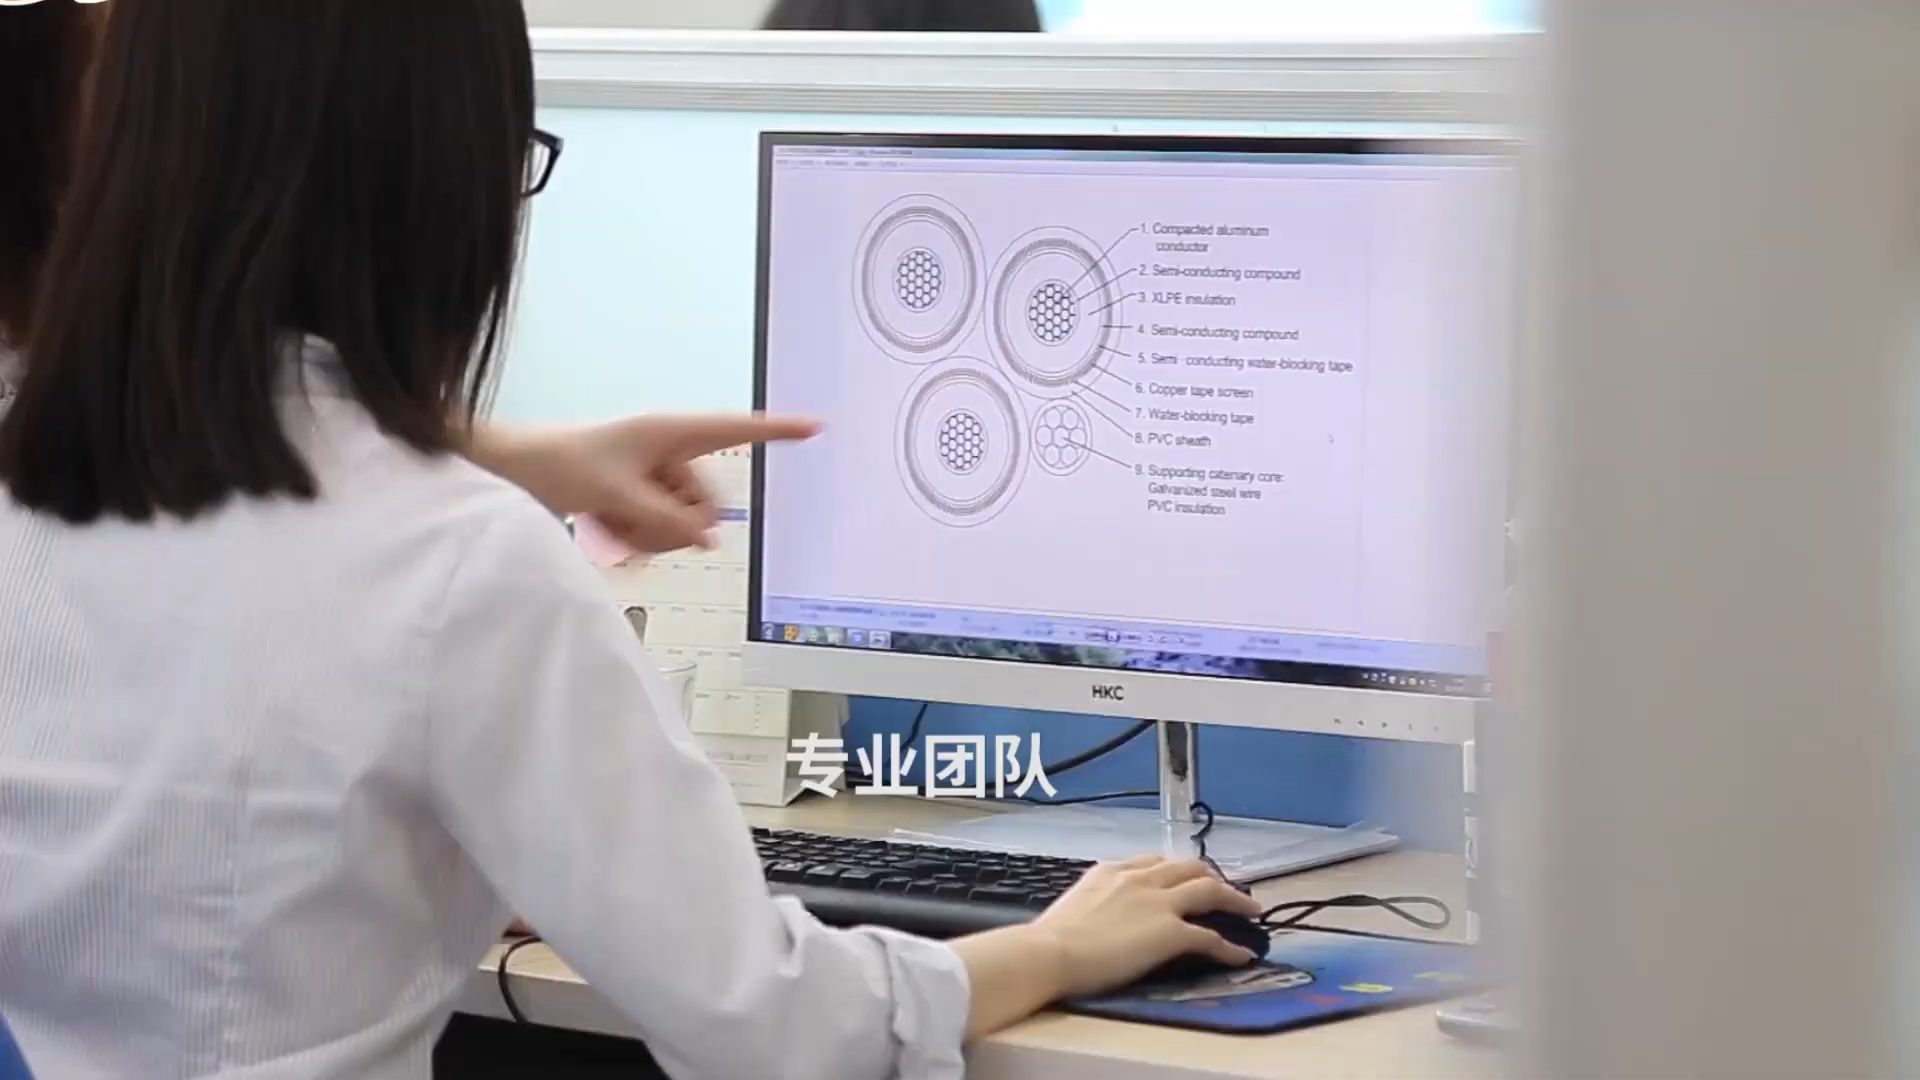 1. Compacted aluminum
conductor
2. Semi-conducting compound
3. XLPE insulation
4. Semi-conducting compound
5. Semi-conducting water-blocking tape
6. Copper tape screen
7. Water-blocking tape
8. PVC sheath
9. Supporting catenary core:
Galvanized steel wire
PVC insulation
HKC
专业团队